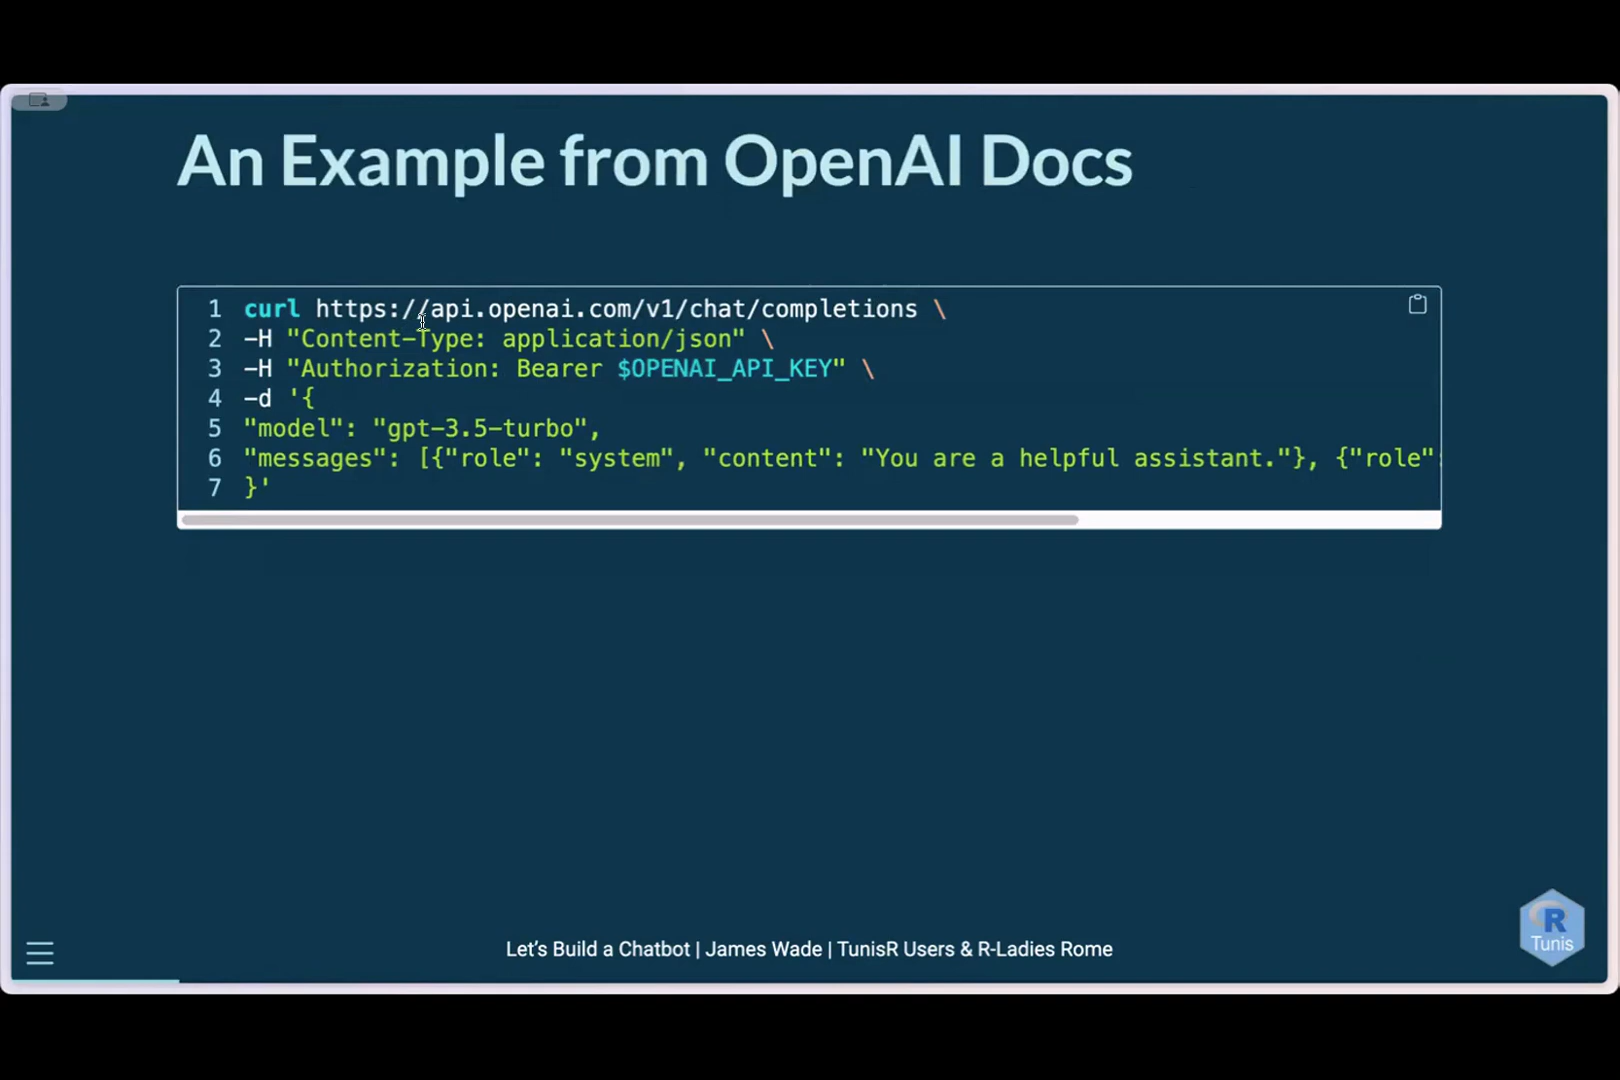 An Example from OpenAI Docs
1 curl https://api.openai.com/v1/chat/completions \
2 -H "Content-Type: application/json" \
3 -H "Authorization: Bearer $OPENAI_API_KEY" \
4 -d '{
5 "model": "gpt-3.5-turbo",
6 "messages": [{"role": "system", "content": "You are a helpful assistant."}, {"role":
7 }'
Let's Build a Chatbot | James Wade | TunisR Users & R-Ladies Rome
R
Tunis